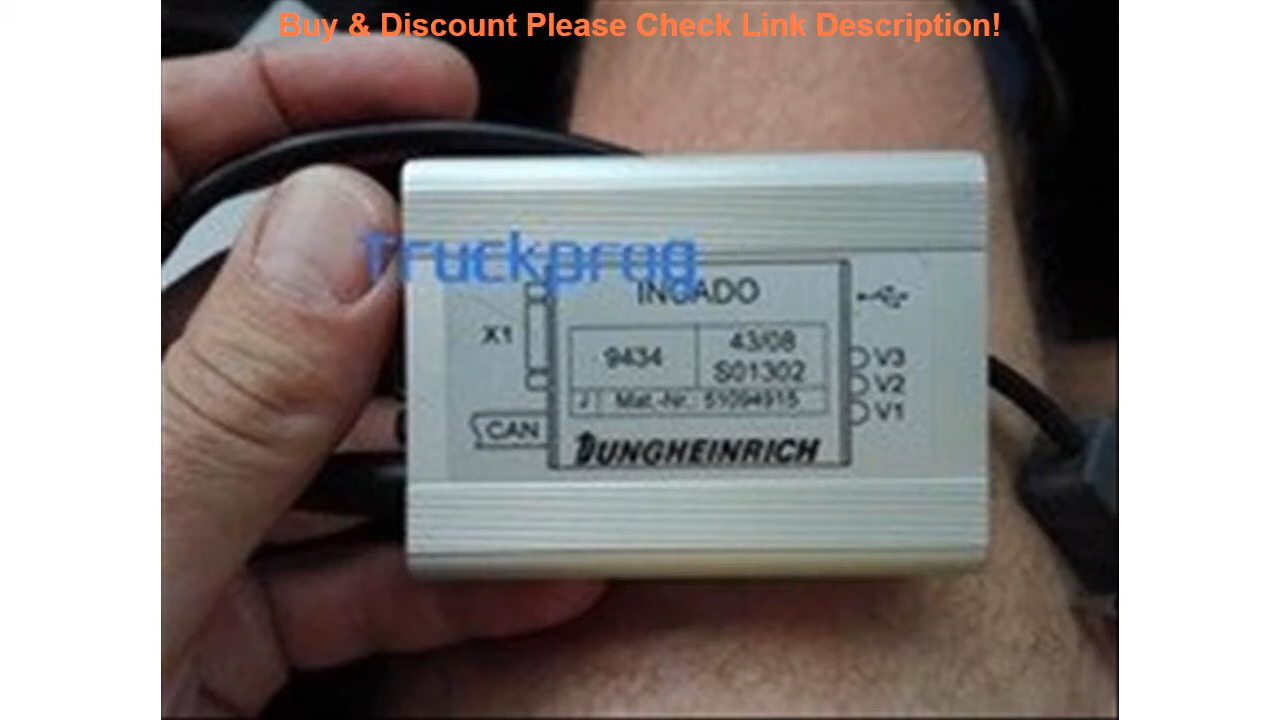 Buy & Discount Please Check Link Description!
Truckprog
INCADO
X1
9434
43/08
S01302
J Mat.-Nr.: 51094915
V3
V2
V1
CAN
JUNGHEINRICH